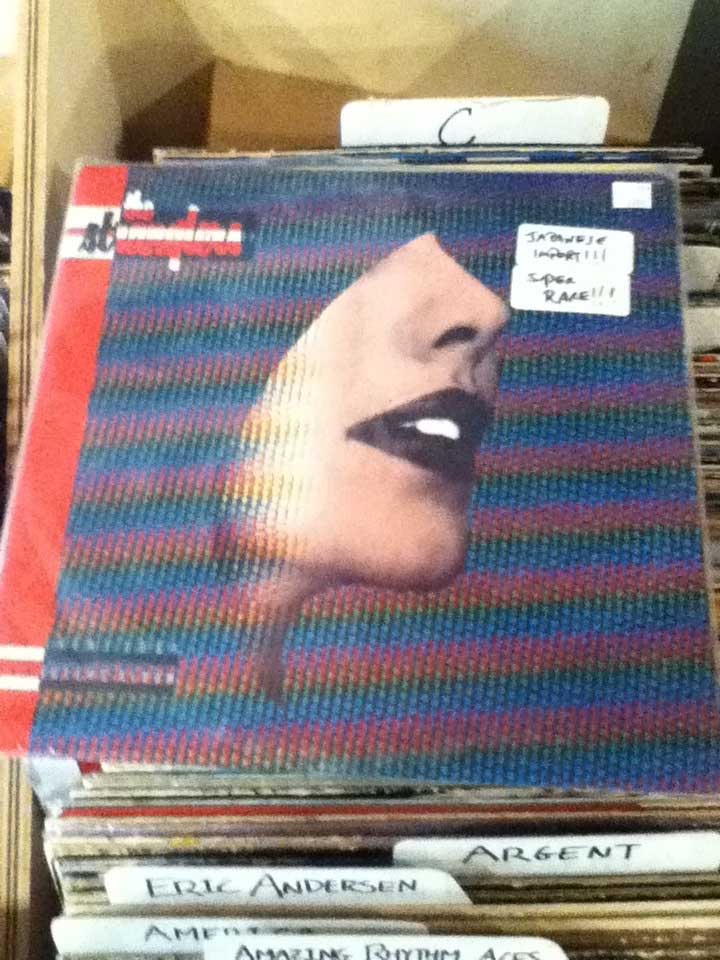 C
the
stranglers
JAPANESE
IMPORT!!!
SUPER
RARE!!!
ARGENT
ERIC ANDERSEN
AMAZING RHYTHM ACES